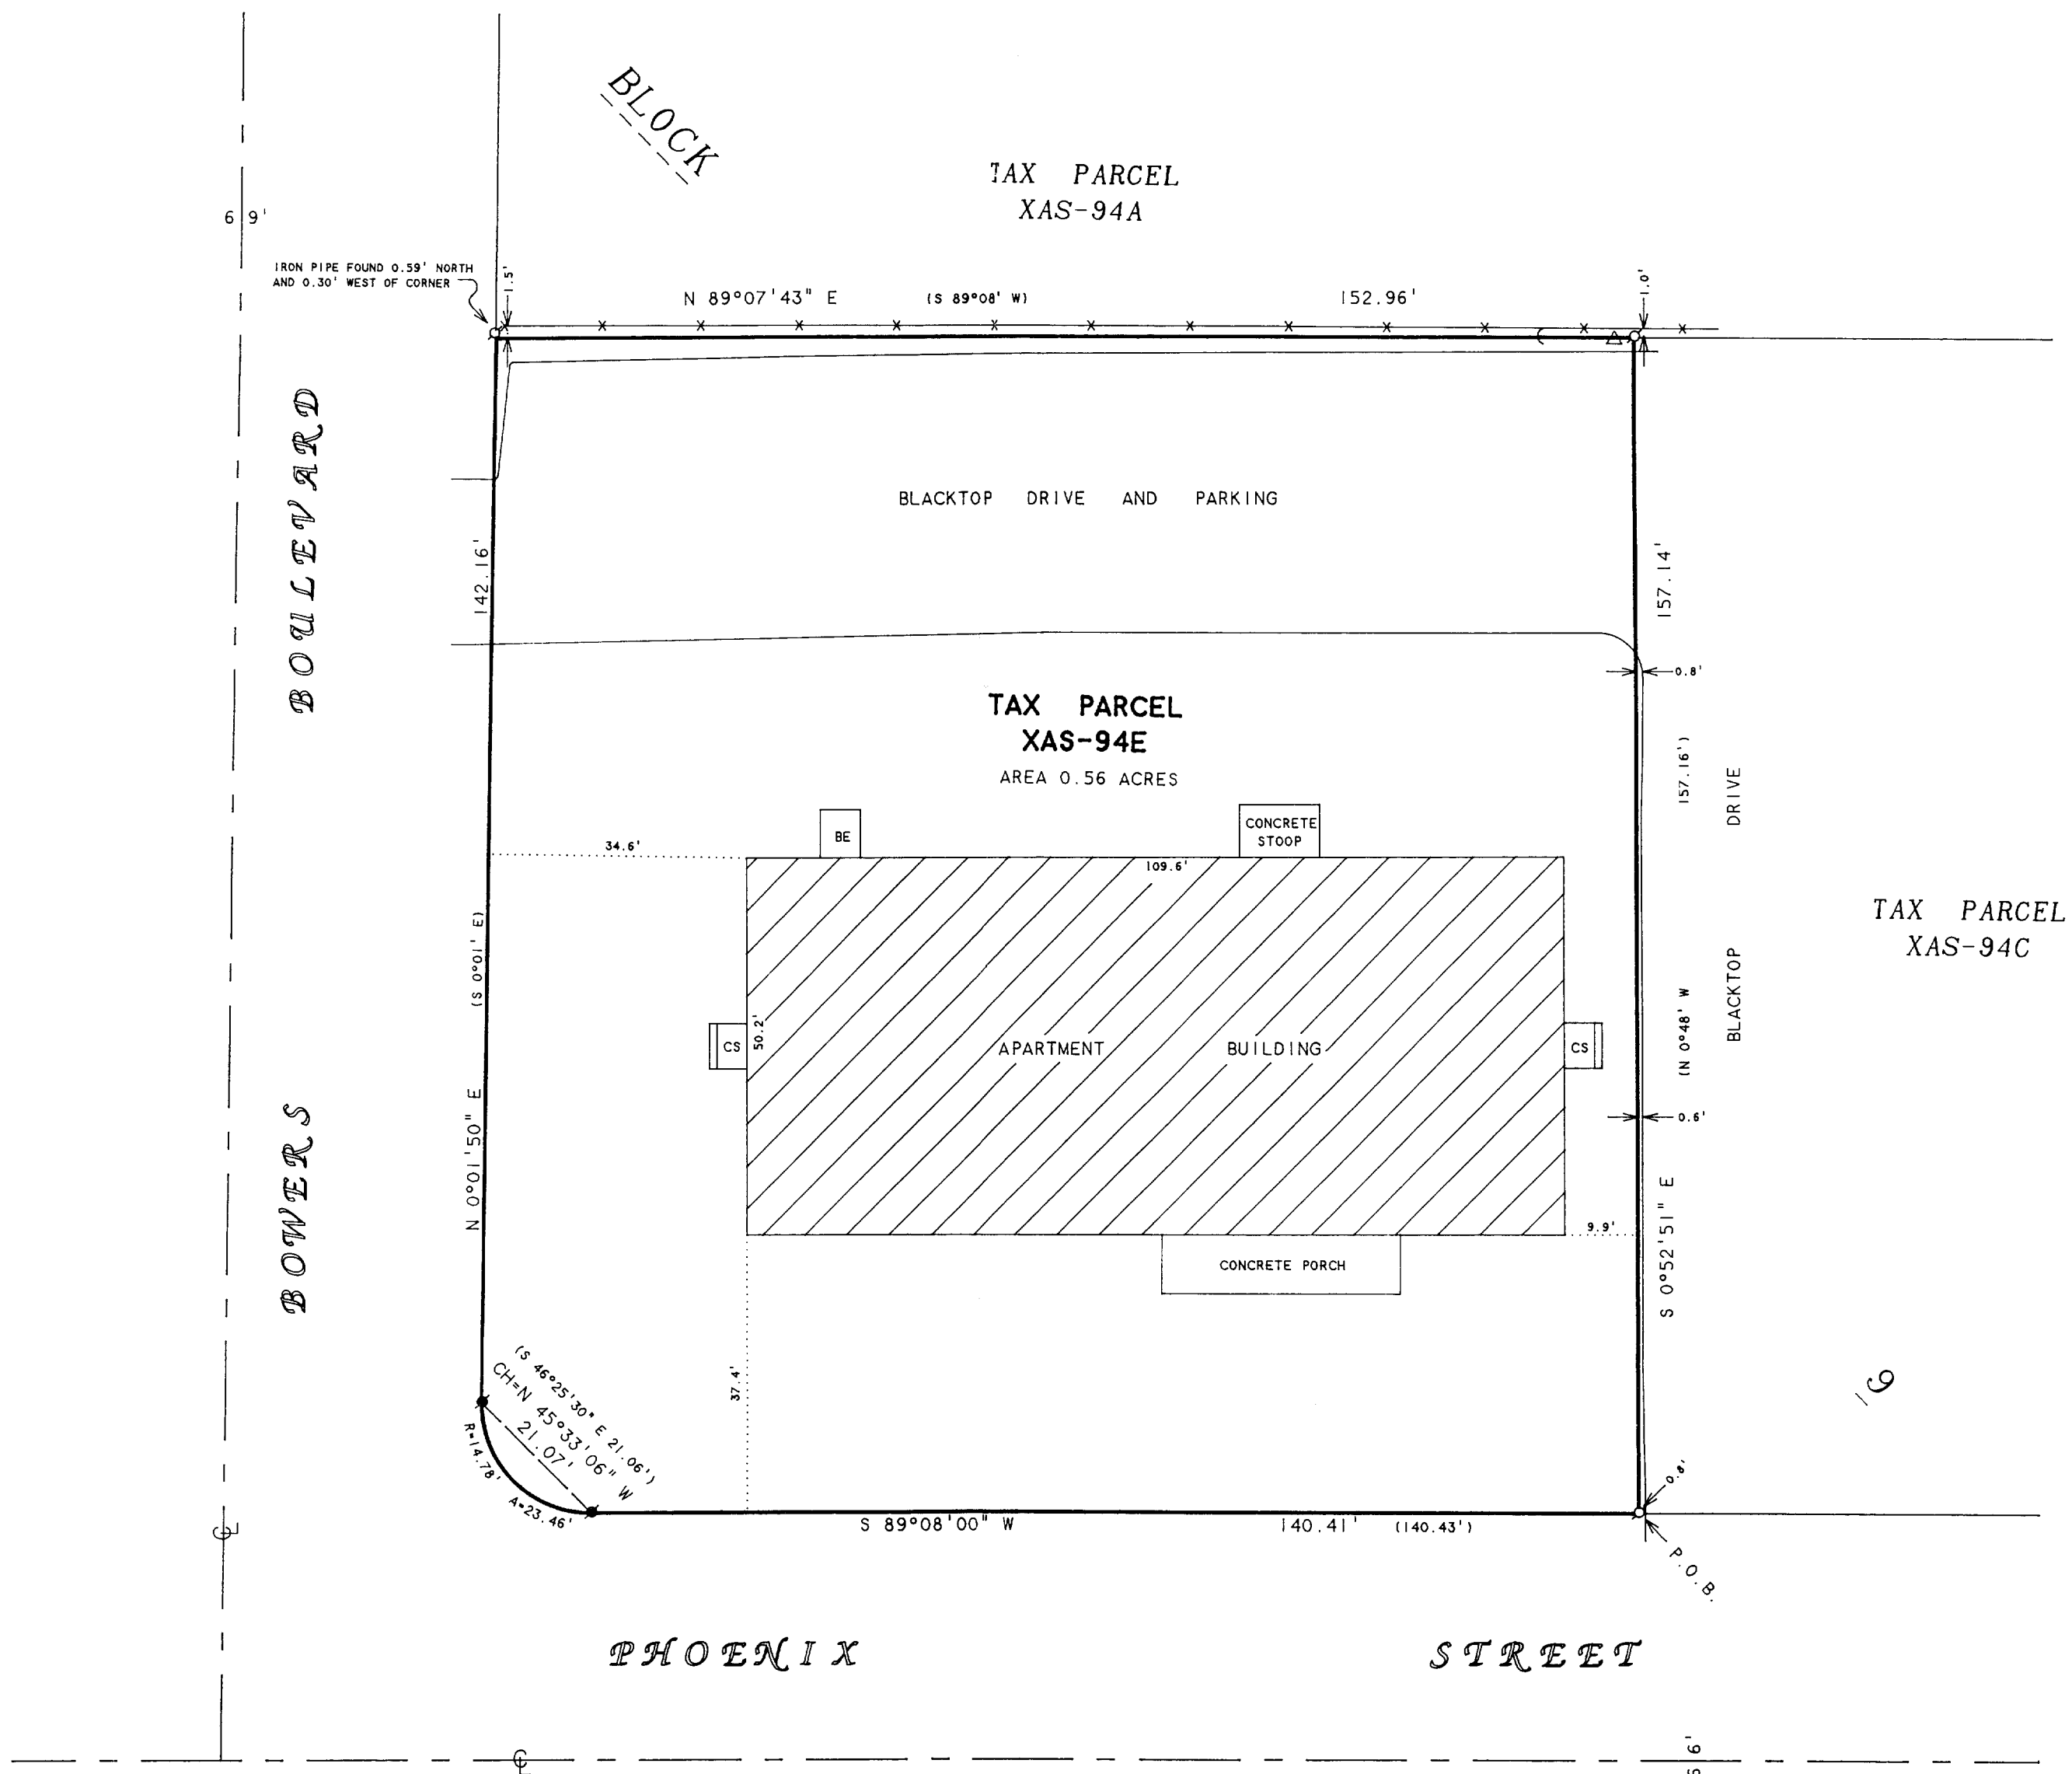 BLOCK
TAX PARCEL
XAS-94A
69'
IRON PIPE FOUND 0.59' NORTH
AND 0.30' WEST OF CORNER
1.5'
N 89°07'43" E (S 89°08' W) 152.96'
1.0'
BOULEVARD
BLACKTOP DRIVE AND PARKING
142.16'
157.14'
0.8'
TAX PARCEL
XAS-94E
AREA 0.56 ACRES
157.16')
DRIVE
BE
CONCRETE
STOOP
34.6'
109.6'
TAX PARCEL
XAS-94C
(S 0°01' E)
BLACKTOP
(N 0°48' W
CS
50.2'
APARTMENT BUILDING
CS
0.6'
N 0°01'50" E
BOWERS
S 0°52'51" E
9.9'
CONCRETE PORCH
(S 46°25'30" E 21.06')
CH=N 45°33'06" W
21.07'
R=14.78'
A=23.46'
37.4'
9
0.8'
S 89°08'00" W 140.41' (140.43')
P.O.B.
PHOENIX STREET
6'